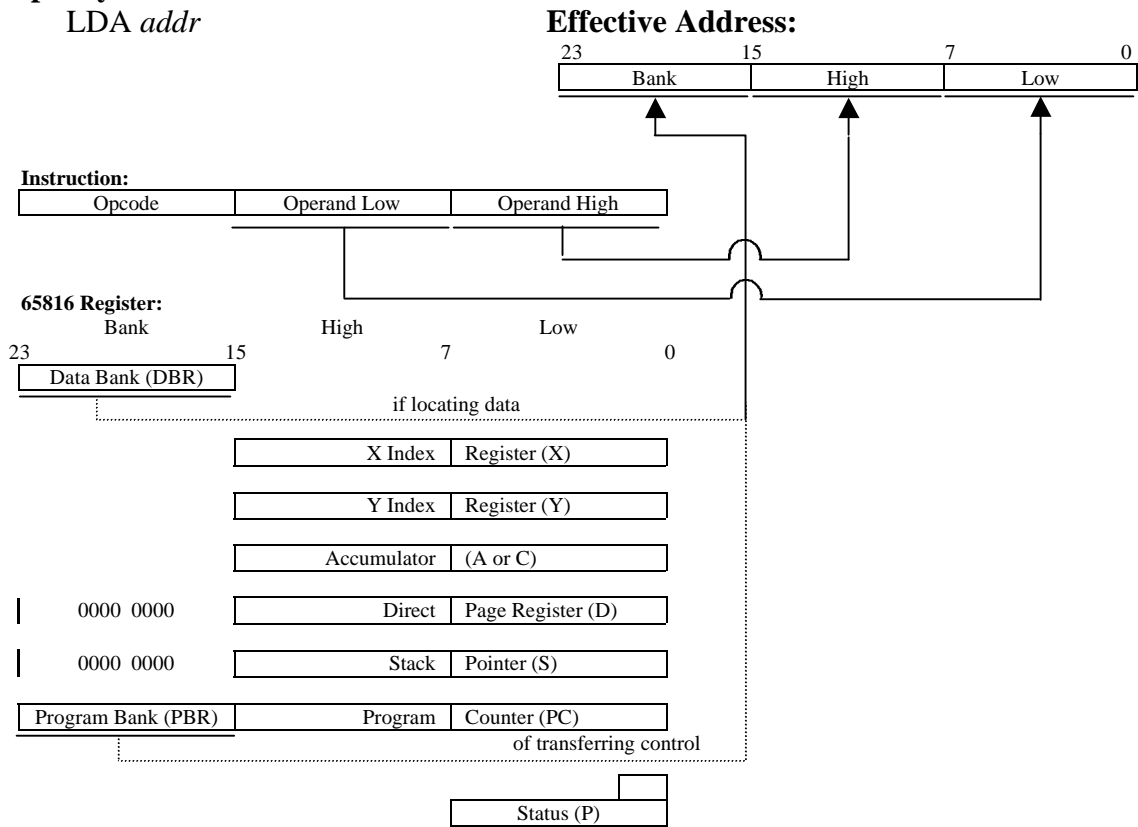 LDA addr
Effective Address:
23 15 7 0
Bank High Low
Instruction:
Opcode Operand Low Operand High
65816 Register:
Bank High Low
23 15 7 0
Data Bank (DBR)
if locating data
X Index Register (X)
Y Index Register (Y)
Accumulator (A or C)
0000 0000 Direct Page Register (D)
0000 0000 Stack Pointer (S)
Program Bank (PBR) Program Counter (PC)
of transferring control
Status (P)